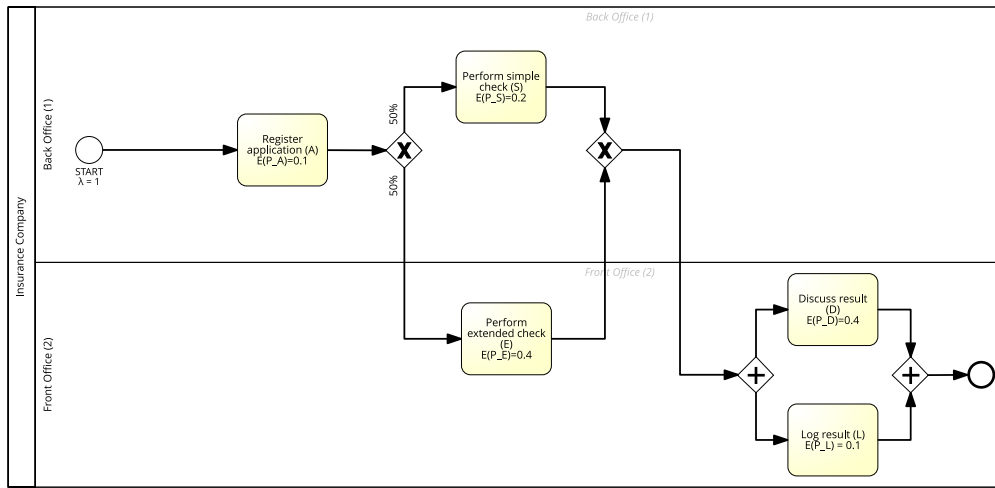 Insurance Company
Back Office (1)
Back Office (1)
START
λ = 1
Register
application (A)
E(P_A)=0.1
50%
50%
Perform simple
check (S)
E(P_S)=0.2
Front Office (2)
Front Office (2)
Perform
extended check
(E)
E(P_E)=0.4
Discuss result
(D)
E(P_D)=0.4
Log result (L)
E(P_L) = 0.1